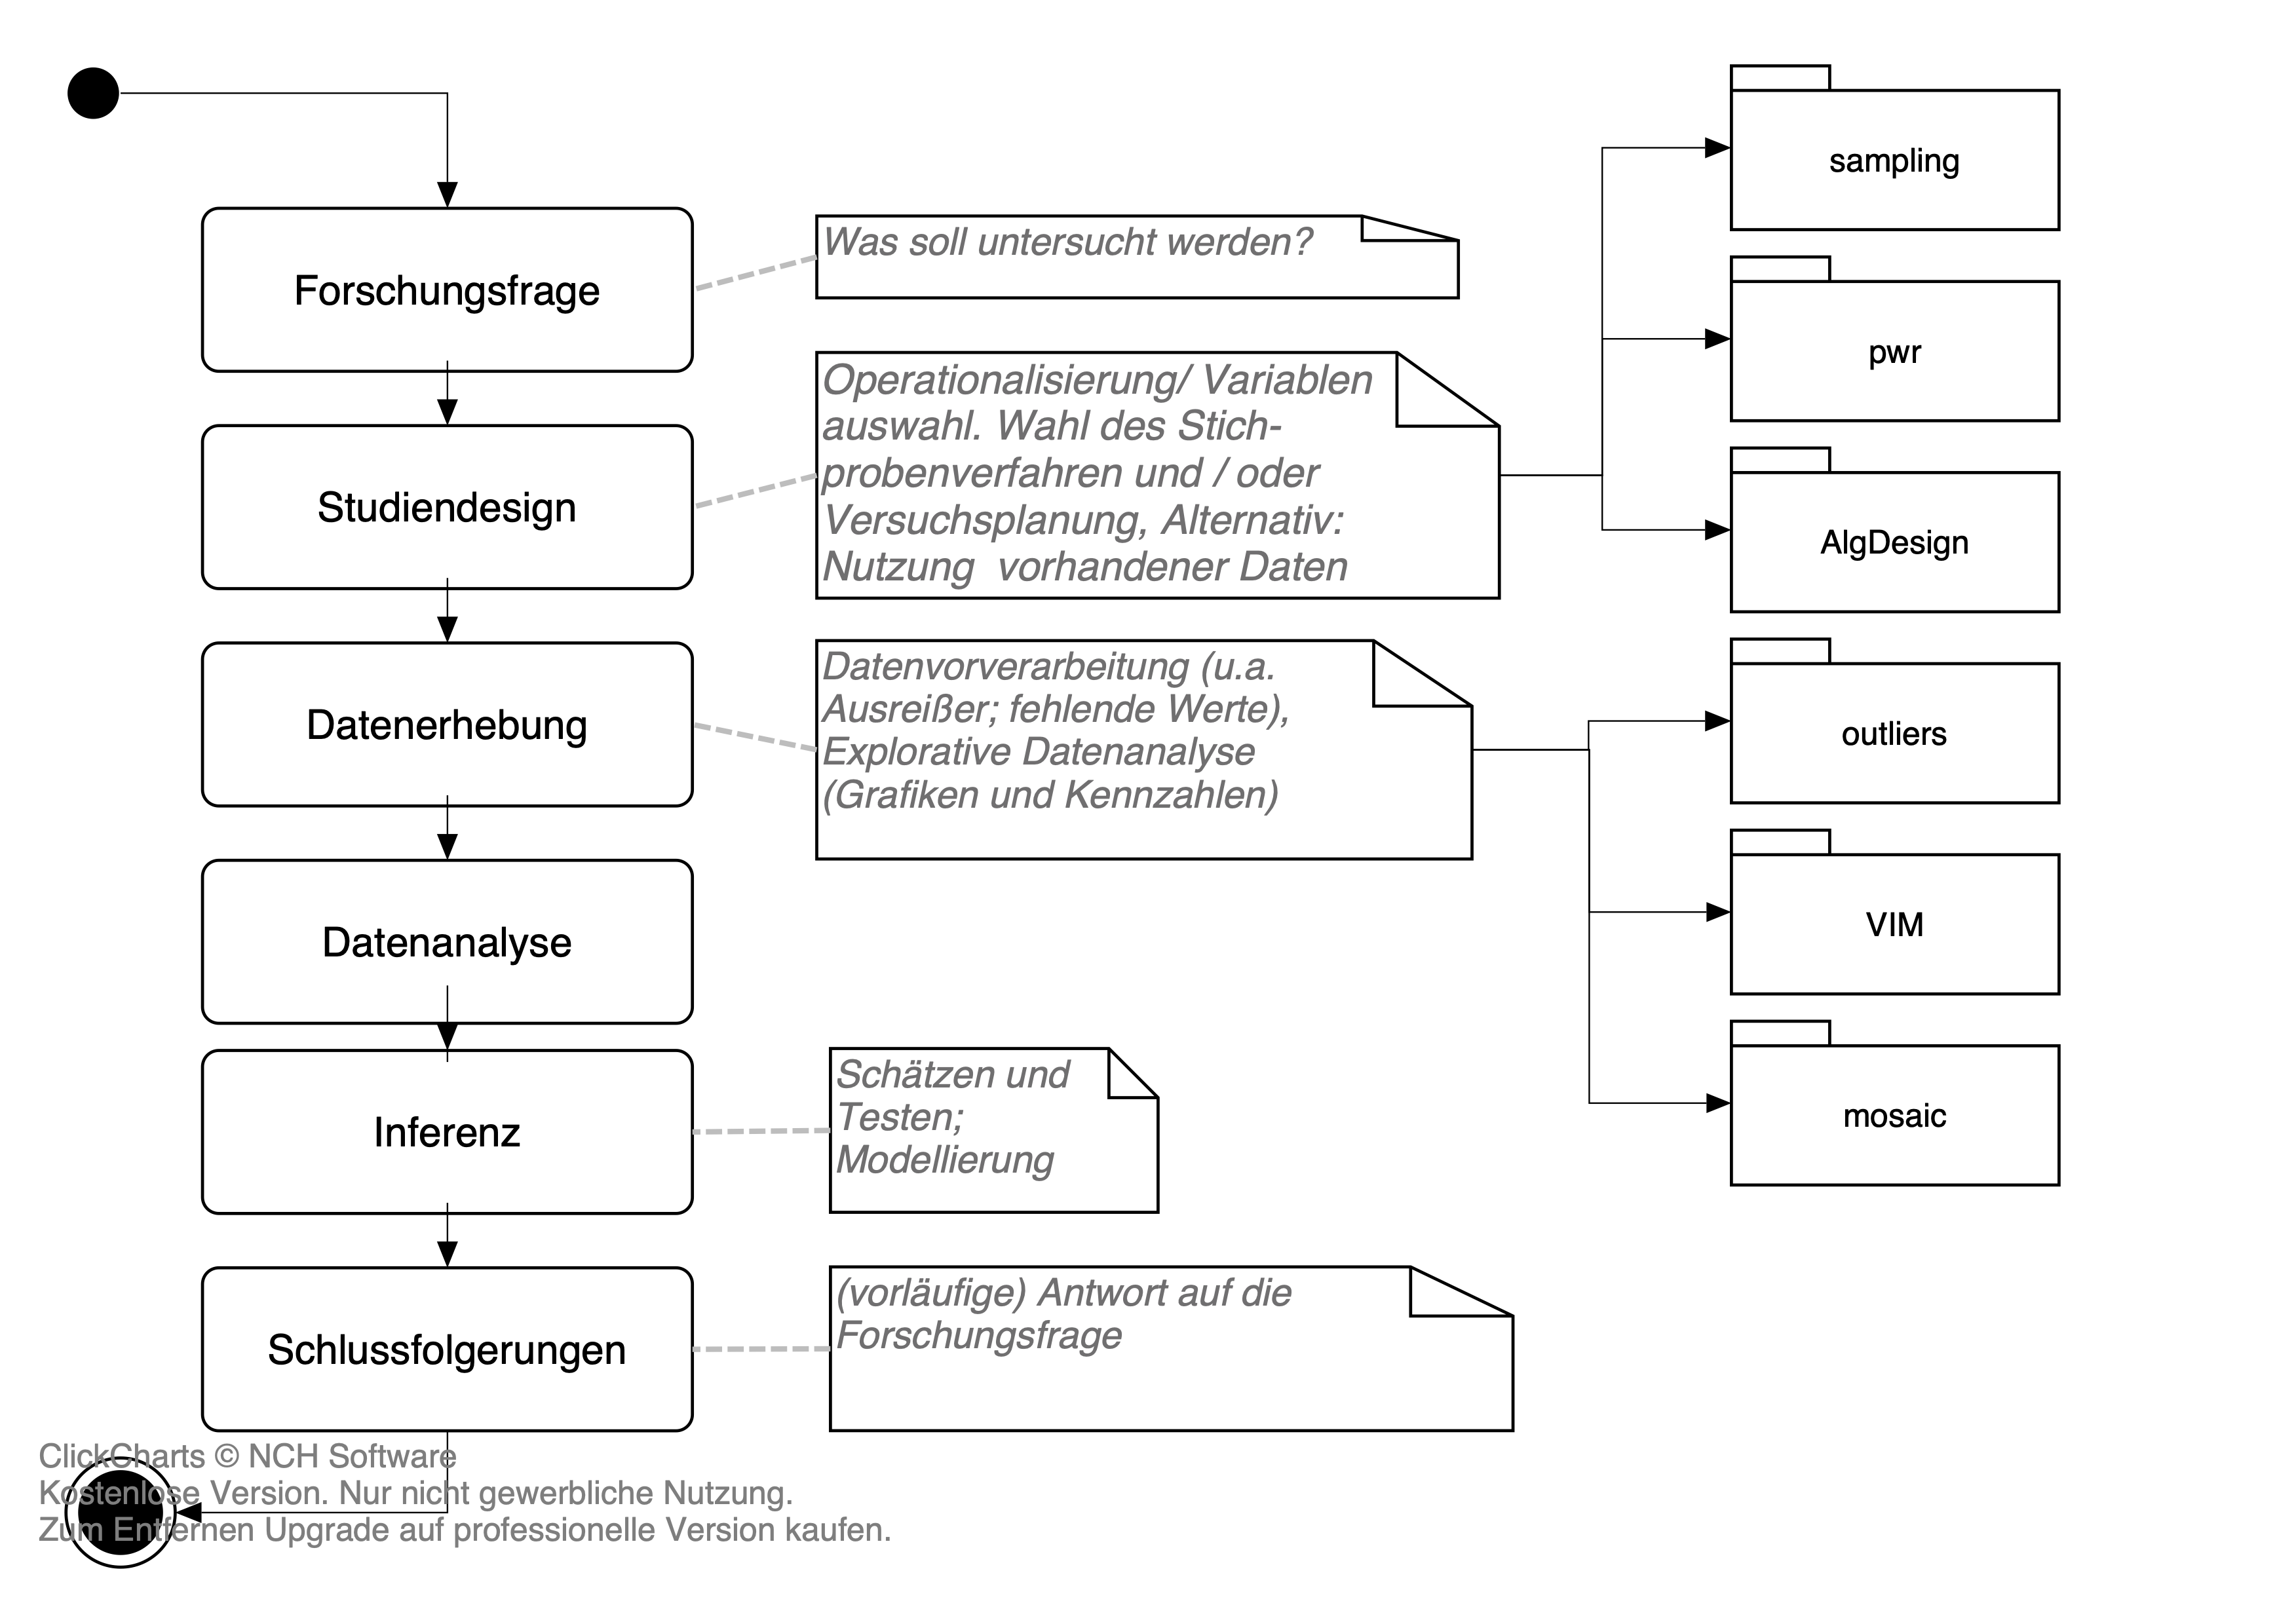 Forschungsfrage
Was soll untersucht werden?
Studiendesign
Operationalisierung/ Variablen
auswahl. Wahl des Stich-
probenverfahren und / oder
Versuchsplanung, Alternativ:
Nutzung  vorhandener Daten
sampling
pwr
AlgDesign
Datenerhebung
Datenvorverarbeitung (u.a.
Ausreißer; fehlende Werte),
Explorative Datenanalyse
(Grafiken und Kennzahlen)
outliers
VIM
mosaic
Datenanalyse
Inferenz
Schätzen und
Testen;
Modellierung
Schlussfolgerungen
(vorläufige) Antwort auf die
Forschungsfrage
ClickCharts © NCH Software
Kostenlose Version. Nur nicht gewerbliche Nutzung.
Zum Entfernen Upgrade auf professionelle Version kaufen.